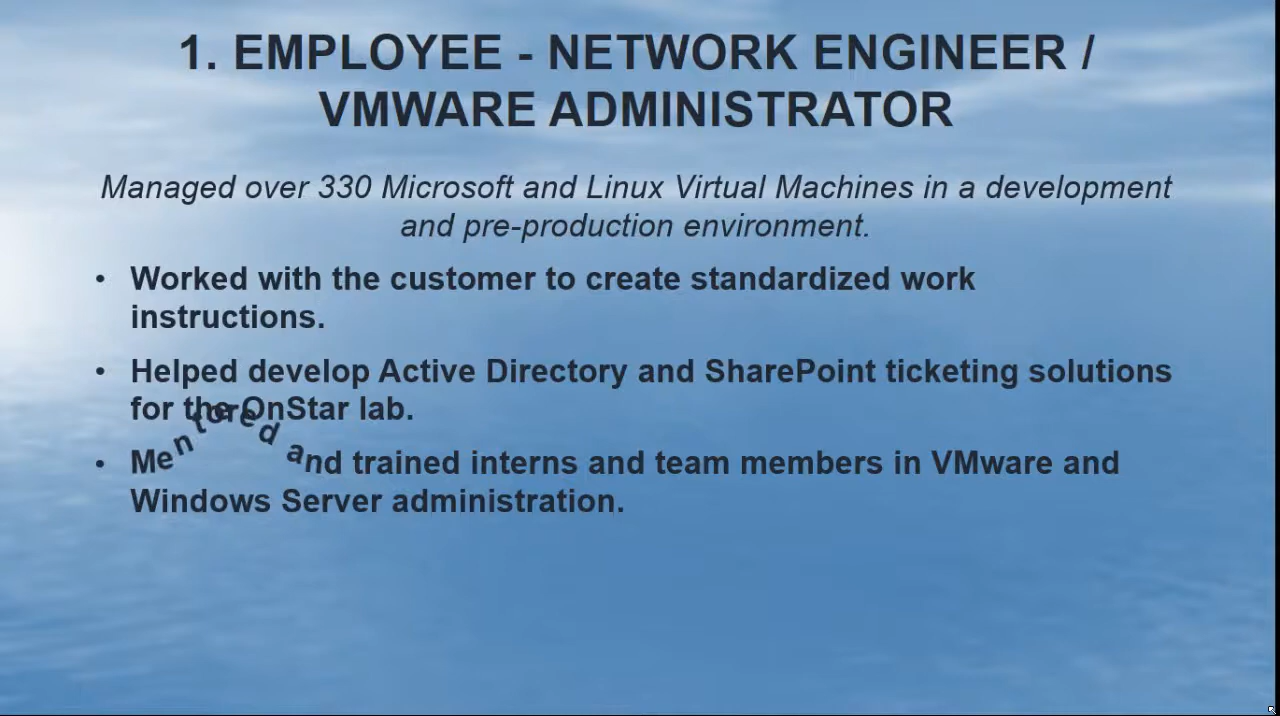 1. EMPLOYEE - NETWORK ENGINEER /
VMWARE ADMINISTRATOR
Managed over 330 Microsoft and Linux Virtual Machines in a development
and pre-production environment.
• Worked with the customer to create standardized work
instructions.
• Helped develop Active Directory and SharePoint ticketing solutions
for the OnStar lab.
• Mentored and trained interns and team members in VMware and
Windows Server administration.